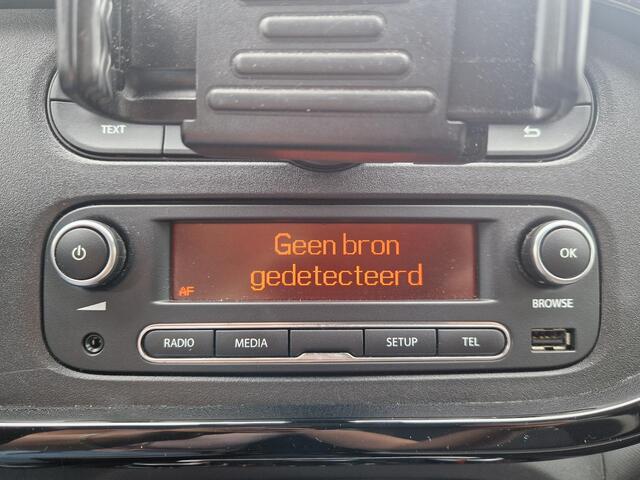 TEXT
Geen bron
gedetecteerd
AF
OK
BROWSE
RADIO
MEDIA
SETUP
TEL